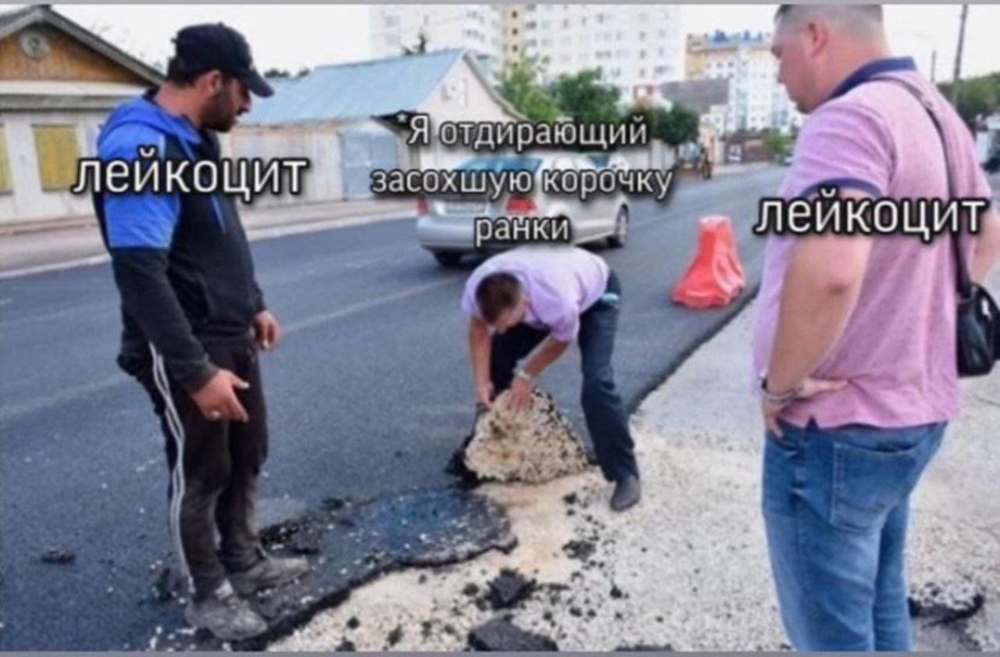 *Я отдирающий
засохшую корочку
ранки
лейкоцит
лейкоцит